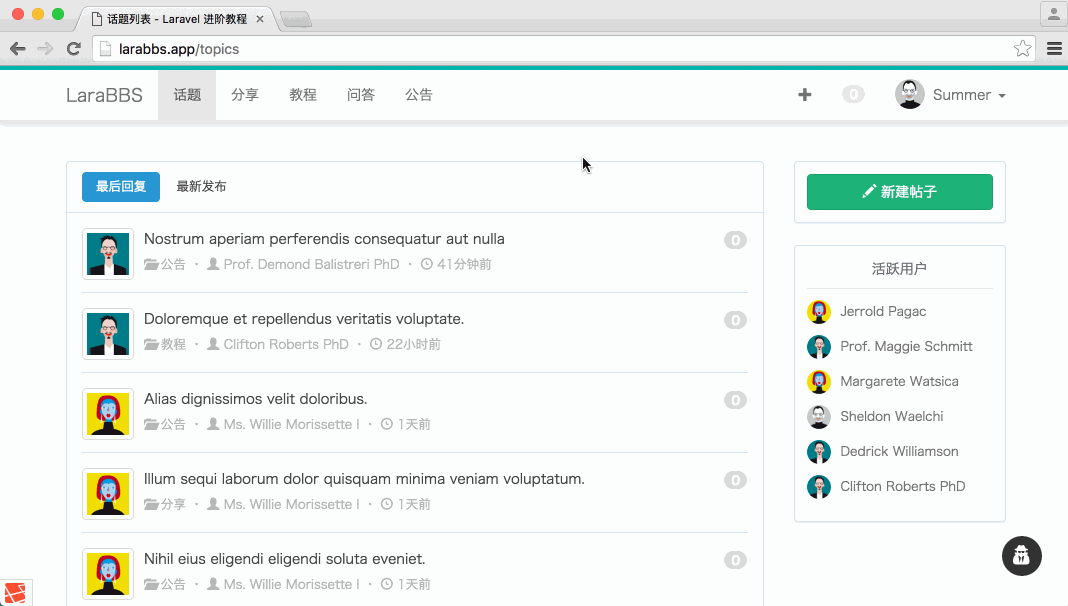 话题列表 - Laravel 进阶教程
larabbs.app/topics
LaraBBS 话题 分享 教程 问答 公告 0 Summer
最后回复 最新发布
Nostrum aperiam perferendis consequatur aut nulla 0
公告 · Prof. Demond Balistreri PhD · 41分钟前
Doloremque et repellendus veritatis voluptate. 0
教程 · Clifton Roberts PhD · 22小时前
Alias dignissimos velit doloribus. 0
公告 · Ms. Willie Morissette I · 1天前
Illum sequi laborum dolor quisquam minima veniam voluptatum. 0
分享 · Ms. Willie Morissette I · 1天前
Nihil eius eligendi eligendi soluta eveniet. 0
公告 · Ms. Willie Morissette I · 1天前
新建帖子
活跃用户
Jerrold Pagac
Prof. Maggie Schmitt
Margarete Watsica
Sheldon Waelchi
Dedrick Williamson
Clifton Roberts PhD